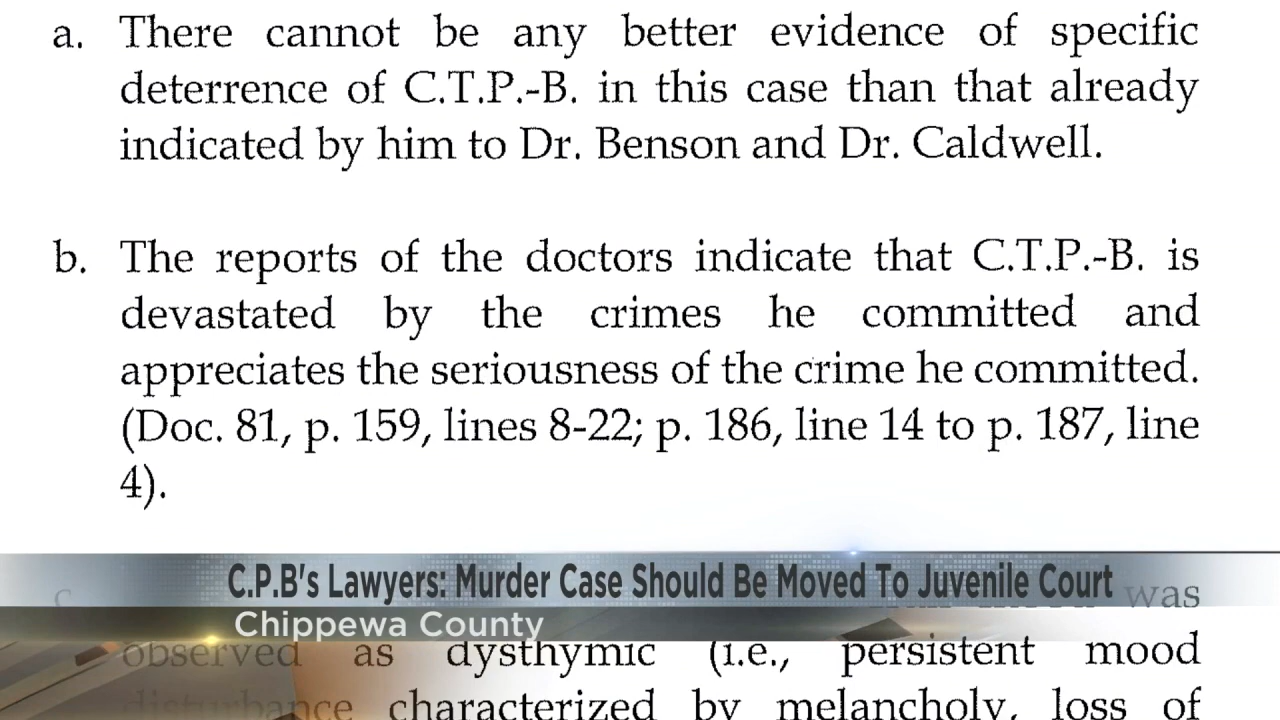 a. There cannot be any better evidence of specific
deterrence of C.T.P.-B. in this case than that already
indicated by him to Dr. Benson and Dr. Caldwell.
b. The reports of the doctors indicate that C.T.P.-B. is
devastated by the crimes he committed and
appreciates the seriousness of the crime he committed.
(Doc. 81, p. 159, lines 8-22; p. 186, line 14 to p. 187, line
4).
C.P.B's Lawyers: Murder Case Should Be Moved To Juvenile Court
was
Chippewa County
observed as dysthymic (i.e., persistent mood
disturbance characterized by melancholy, loss of